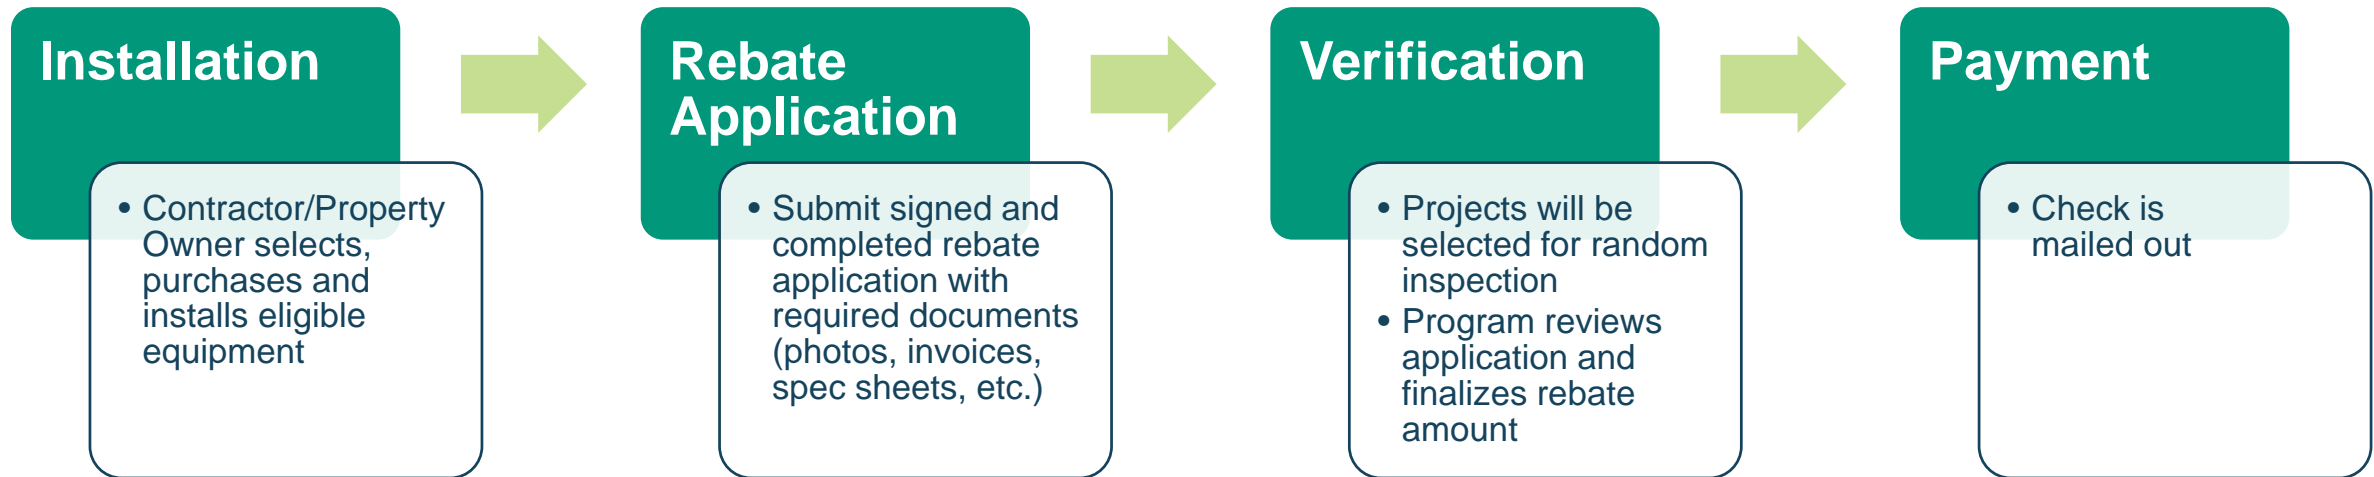 Installation
• Contractor/Property
Owner selects,
purchases and
installs eligible
equipment
Rebate
Application
• Submit signed and
completed rebate
application with
required documents
(photos, invoices,
spec sheets, etc.)
Verification
• Projects will be
selected for random
inspection
• Program reviews
application and
finalizes rebate
amount
Payment
• Check is
mailed out